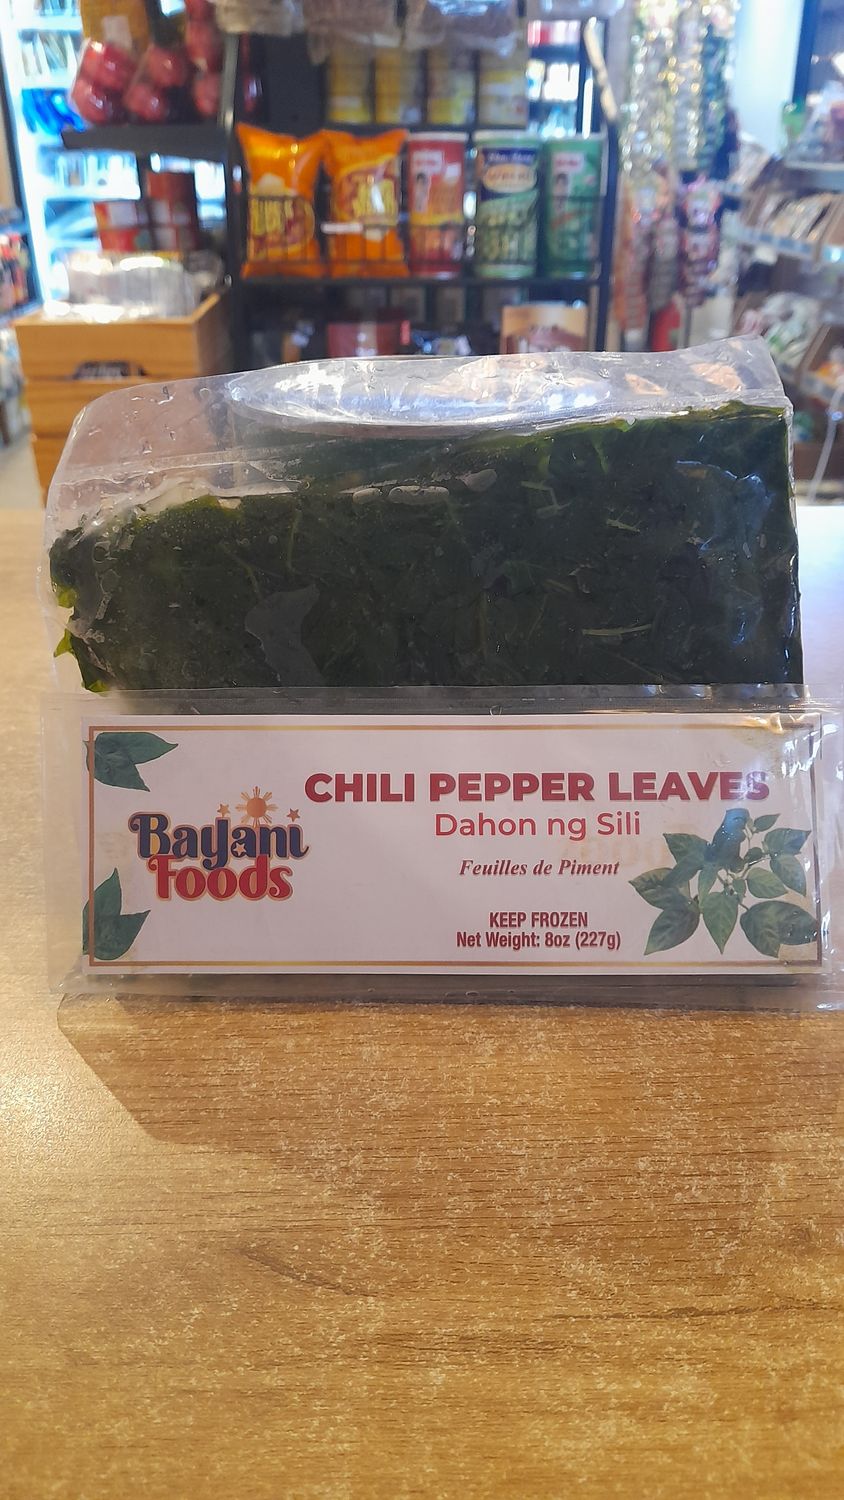 Bayani
Foods
CHILI PEPPER LEAVES
Dahon ng Sili
Feuilles de Piment
KEEP FROZEN
Net Weight: 8oz (227g)